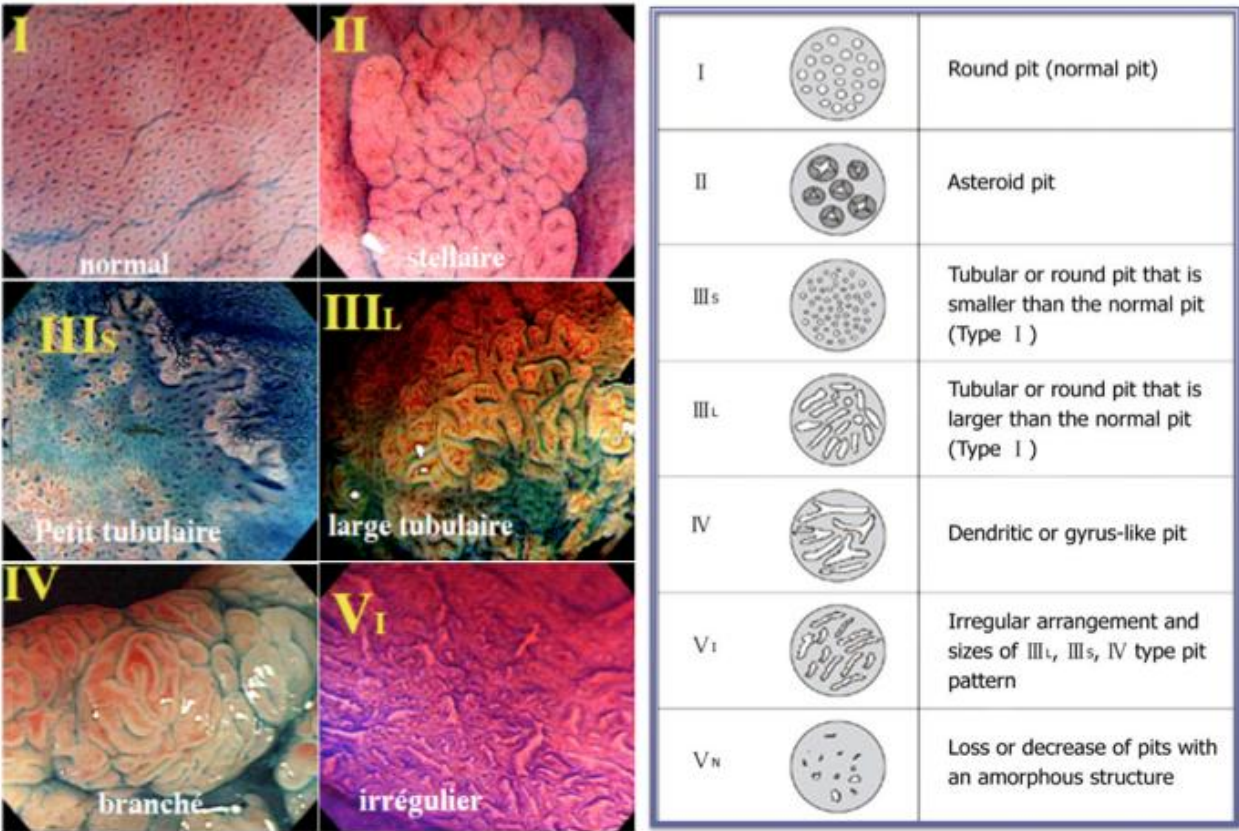 I
normal
II
stellaire
IIIs
Petit tubulaire
IIIL
large tubulaire
IV
branché
VI
irrégulier
I
Round pit (normal pit)
II
Asteroid pit
IIIs
Tubular or round pit that is
smaller than the normal pit
(Type I)
IIIL
Tubular or round pit that is
larger than the normal pit
(Type I)
IV
Dendritic or gyrus-like pit
VI
Irregular arrangement and
sizes of IIIL, IIIs, IV type pit
pattern
VN
Loss or decrease of pits with
an amorphous structure